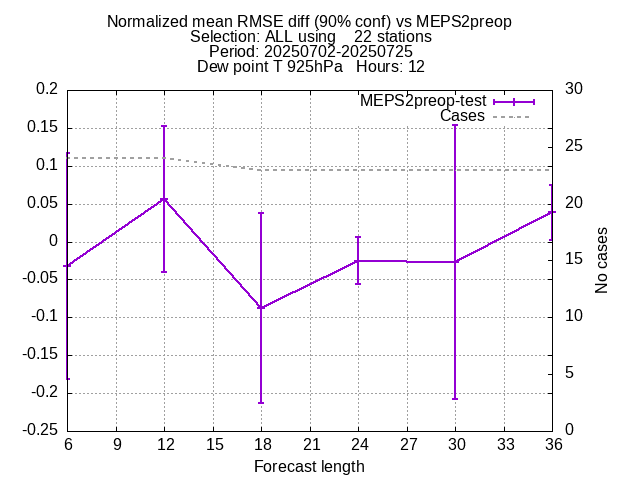 Normalized mean RMSE diff (90% conf) vs MEPS2preop
Selection: ALL using    22 stations
Period: 20250702-20250725
Dew point T 925hPa   Hours: 12
MEPS2preop-test
Cases
0.2
0.15
0.1
0.05
0
-0.05
-0.1
-0.15
-0.2
-0.25
30
25
20
15
10
5
0
No cases
6 9 12 15 18 21 24 27 30 33 36
Forecast length